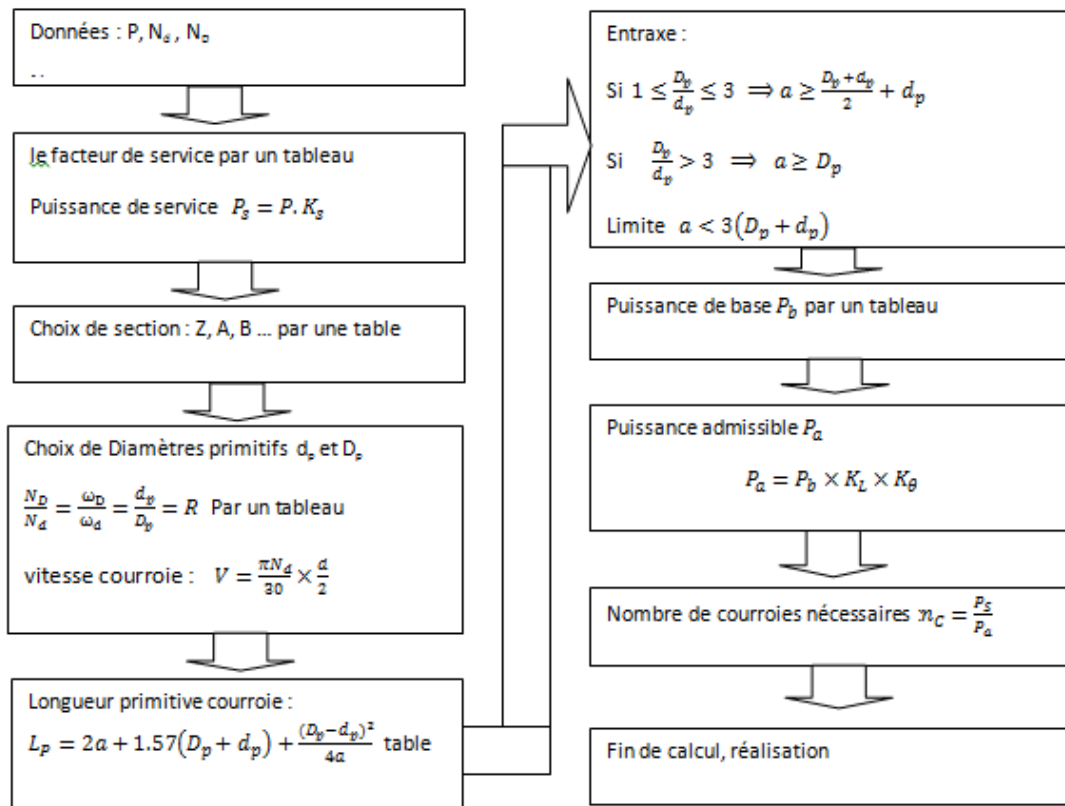 Données : P, N_d , N_D
..
le facteur de service par un tableau
Puissance de service P_s = P. K_s
Choix de section : Z, A, B ... par une table
Choix de Diamètres primitifs d_p et D_p
N_D/N_d = ω_D/ω_d = d_p/D_p = R Par un tableau
vitesse courroie : V = πN_d/30 × d/2
Longueur primitive courroie :
L_P = 2a + 1.57(D_p + d_p) + (D_p−d_p)²/4a table
Entraxe :
Si 1 ≤ D_p/d_p ≤ 3 ⟹ a ≥ (D_p+d_p)/2 + d_p
Si D_p/d_p > 3 ⟹ a ≥ D_p
Limite a < 3(D_p + d_p)
Puissance de base P_b par un tableau
Puissance admissible P_a
P_a = P_b × K_L × K_θ
Nombre de courroies nécessaires n_C = P_S/P_a
Fin de calcul, réalisation